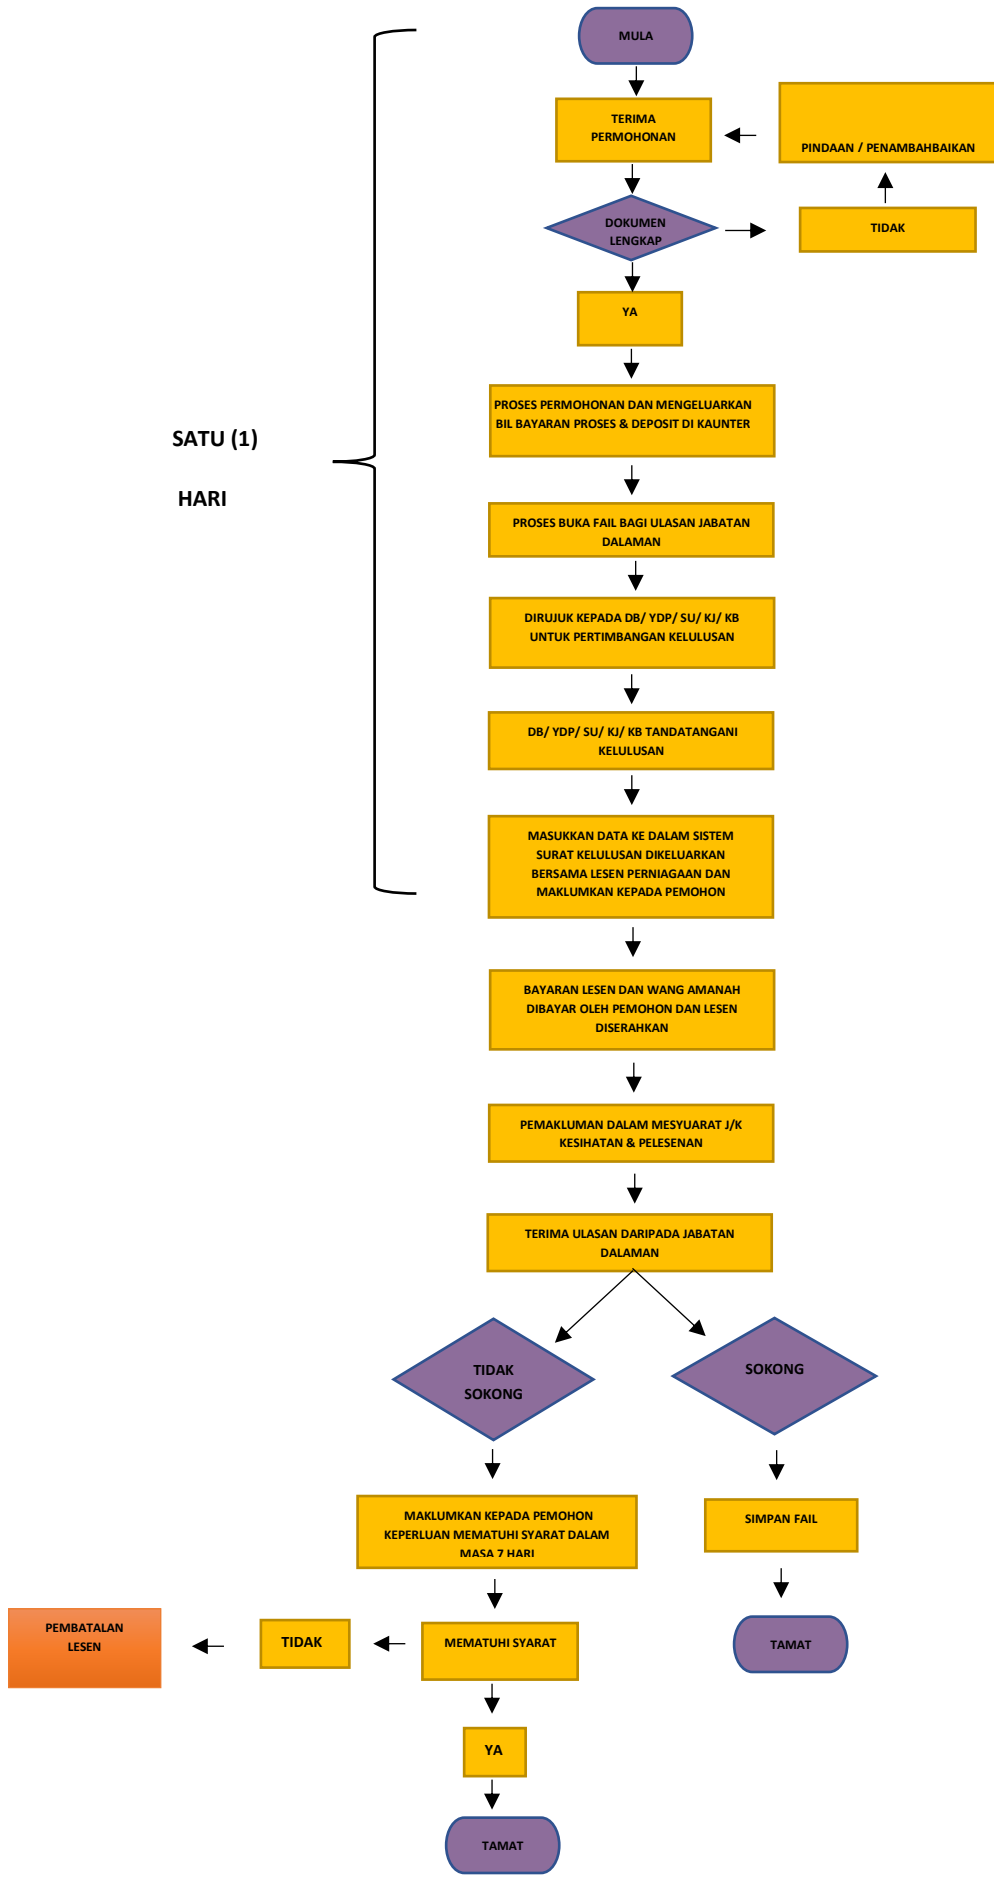 MULA
TERIMA
PERMOHONAN
PINDAAN / PENAMBAHBAIKAN
DOKUMEN
LENGKAP
TIDAK
YA
PROSES PERMOHONAN DAN MENGELUARKAN
BIL BAYARAN PROSES & DEPOSIT DI KAUNTER
SATU (1)
HARI
PROSES BUKA FAIL BAGI ULASAN JABATAN
DALAMAN
DIRUJUK KEPADA DB/ YDP/ SU/ KJ/ KB
UNTUK PERTIMBANGAN KELULUSAN
DB/ YDP/ SU/ KJ/ KB TANDATANGANI
KELULUSAN
MASUKKAN DATA KE DALAM SISTEM
SURAT KELULUSAN DIKELUARKAN
BERSAMA LESEN PERNIAGAAN DAN
MAKLUMKAN KEPADA PEMOHON
BAYARAN LESEN DAN WANG AMANAH
DIBAYAR OLEH PEMOHON DAN LESEN
DISERAHKAN
PEMAKLUMAN DALAM MESYUARAT J/K
KESIHATAN & PELESENAN
TERIMA ULASAN DARIPADA JABATAN
DALAMAN
TIDAK
SOKONG
SOKONG
MAKLUMKAN KEPADA PEMOHON
KEPERLUAN MEMATUHI SYARAT DALAM
MASA 7 HARI
SIMPAN FAIL
PEMBATALAN
LESEN
TIDAK
MEMATUHI SYARAT
TAMAT
YA
TAMAT